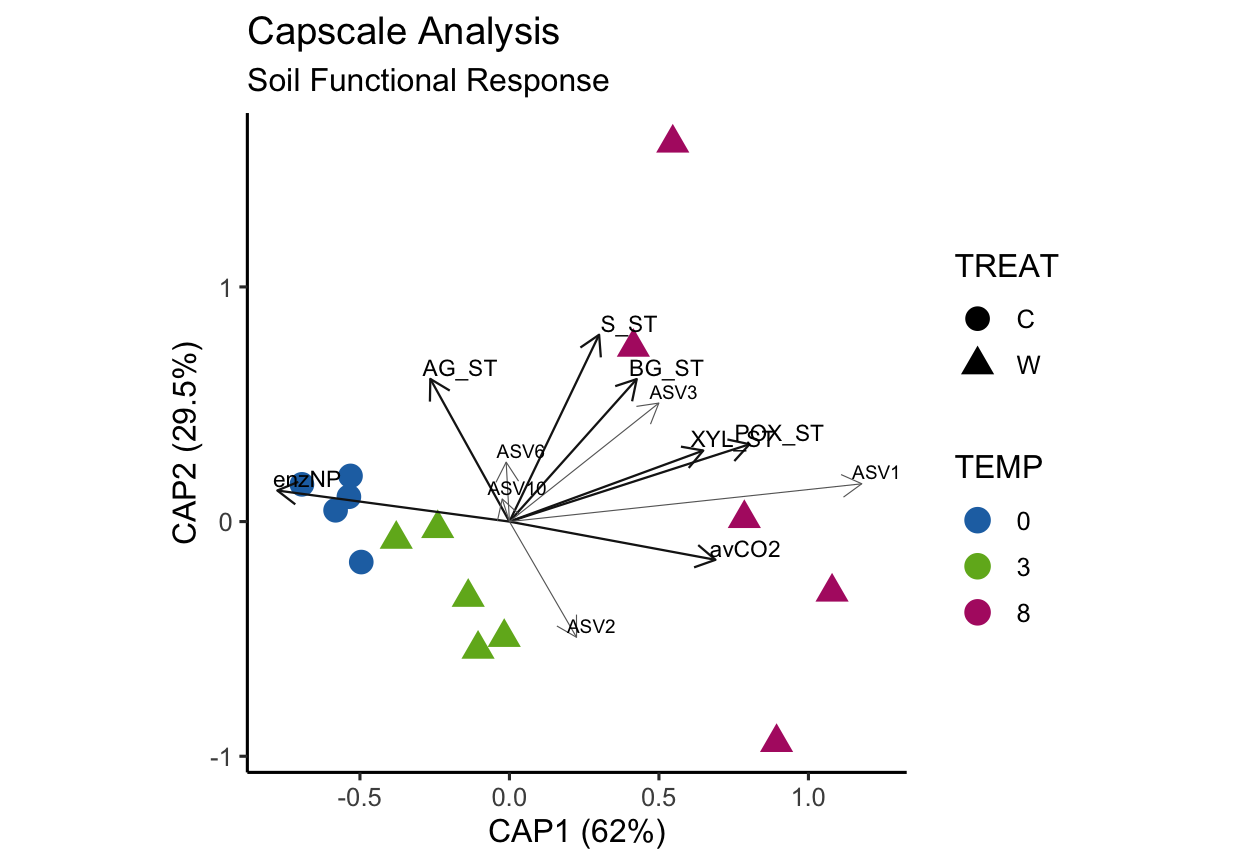 Capscale Analysis
Soil Functional Response
CAP2 (29.5%)
1
0
-1
S_ST
AG_ST
BG_ST
ASV3
POX_ST
XYL_ST
ASV6
ASV1
enzNP
ASV10
avCO2
ASV2
-0.5
0.0
0.5
1.0
CAP1 (62%)
TREAT
C
W
TEMP
0
3
8